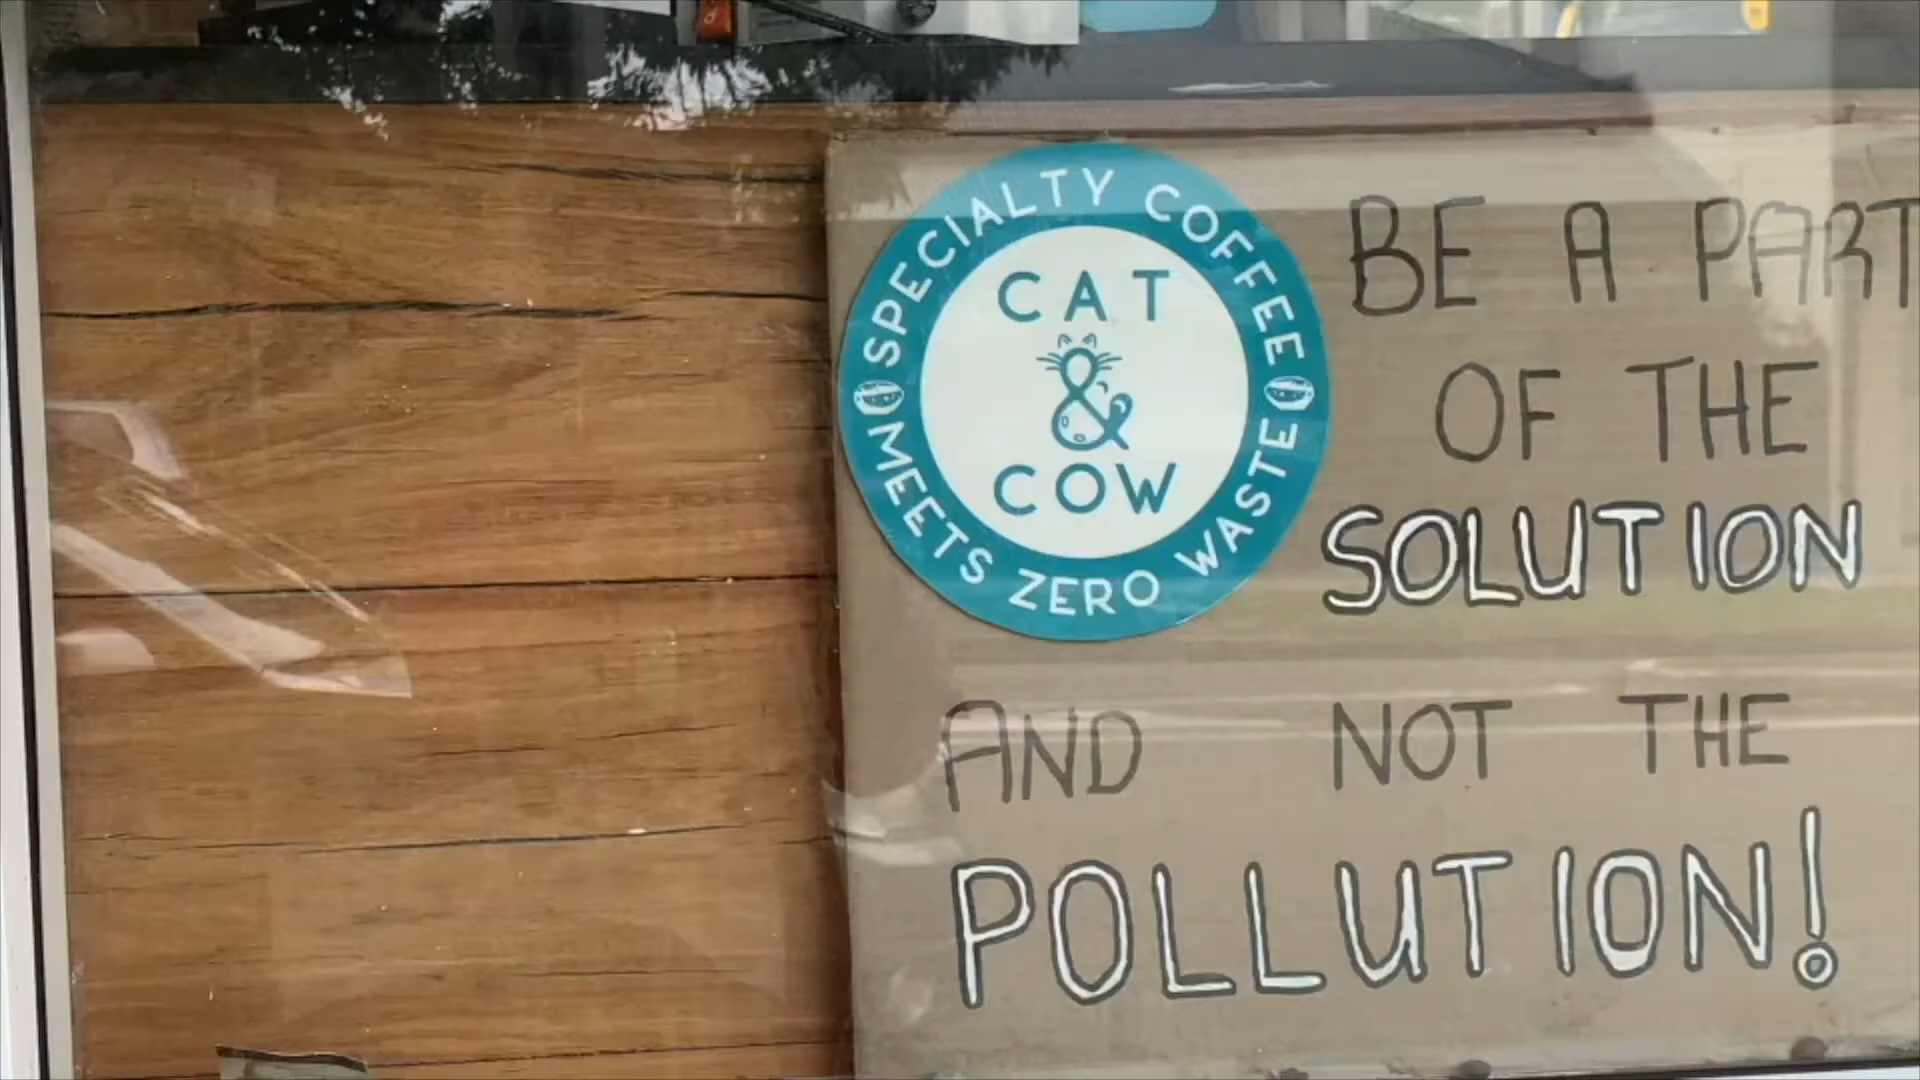 SPECIALTY COFFEE
CAT
&
COW
MEETS ZERO WASTE
BE A PART
OF THE
SOLUTION
AND NOT THE
POLLUTION!